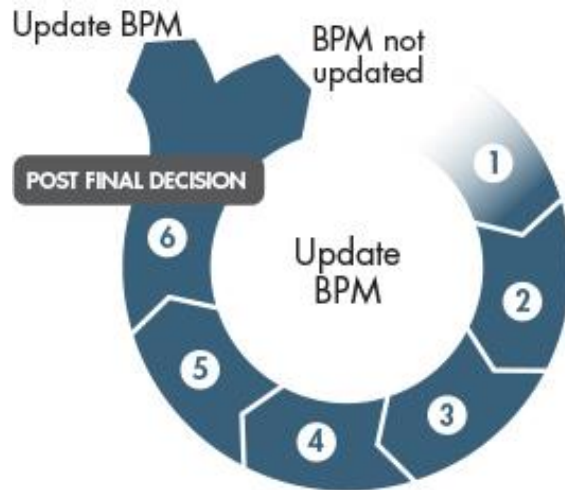 Update BPM
BPM not
updated
POST FINAL DECISION
1
2
3
4
5
6
Update
BPM